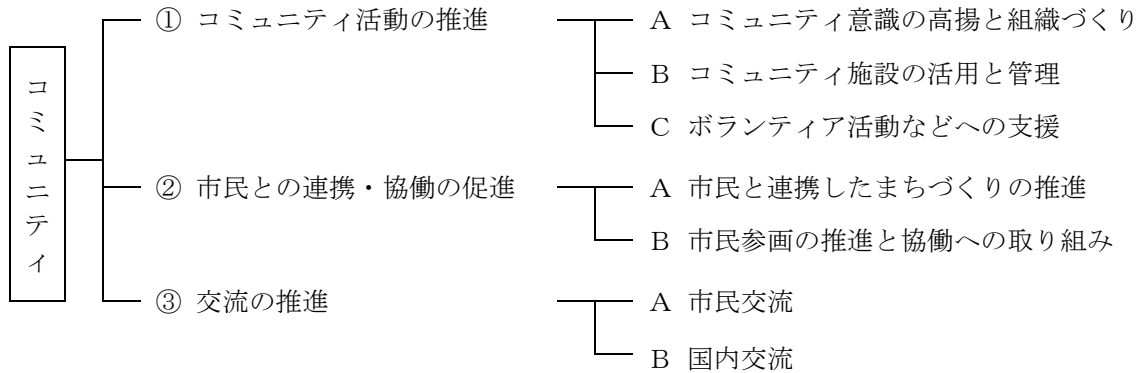 コミュニティ
① コミュニティ活動の推進
A コミュニティ意識の高揚と組織づくり
B コミュニティ施設の活用と管理
C ボランティア活動などへの支援
② 市民との連携・協働の促進
A 市民と連携したまちづくりの推進
B 市民参画の推進と協働への取り組み
③ 交流の推進
A 市民交流
B 国内交流